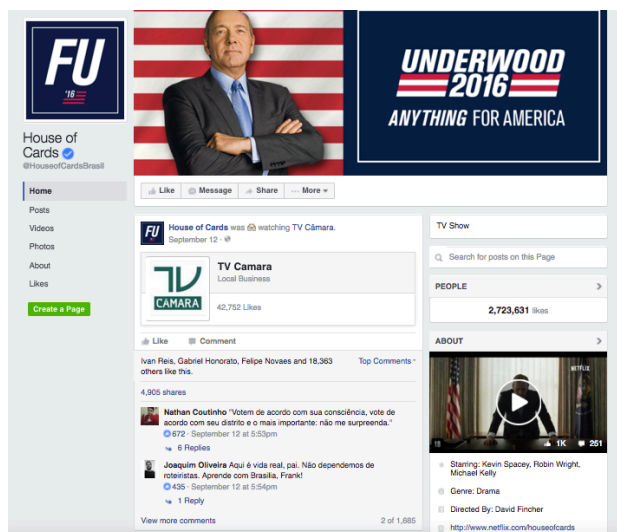 FU
'16
UNDERWOOD
2016
ANYTHING FOR AMERICA
House of
Cards
@HouseofCardsBrasil
Like Message Share ··· More
Home
Posts
Videos
Photos
About
Likes
Create a Page
FU
House of Cards was watching TV Câmara.
September 12 ·
TV
CAMARA
TV Camara
Local Business
42,752 Likes
Like Comment
Ivan Reis, Gabriel Honorato, Felipe Novaes and 18,363
others like this.
Top Comments
4,905 shares
Nathan Coutinho "Votem de acordo com sua consciência, vote de
acordo com seu distrito e o mais importante: não me surpreenda."
672 · September 12 at 5:53pm
6 Replies
Joaquim Oliveira Aqui é vida real, pai. Não dependemos de
roteiristas. Aprende com Brasilia, Frank!
435 · September 12 at 5:54pm
1 Reply
View more comments
2 of 1,685
TV Show
Search for posts on this Page
PEOPLE >
2,723,631 likes
ABOUT >
NETFLIX
1K 251
Starring: Kevin Spacey, Robin Wright,
Michael Kelly
Genre: Drama
Directed By: David Fincher
http://www.netflix.com/houseofcards